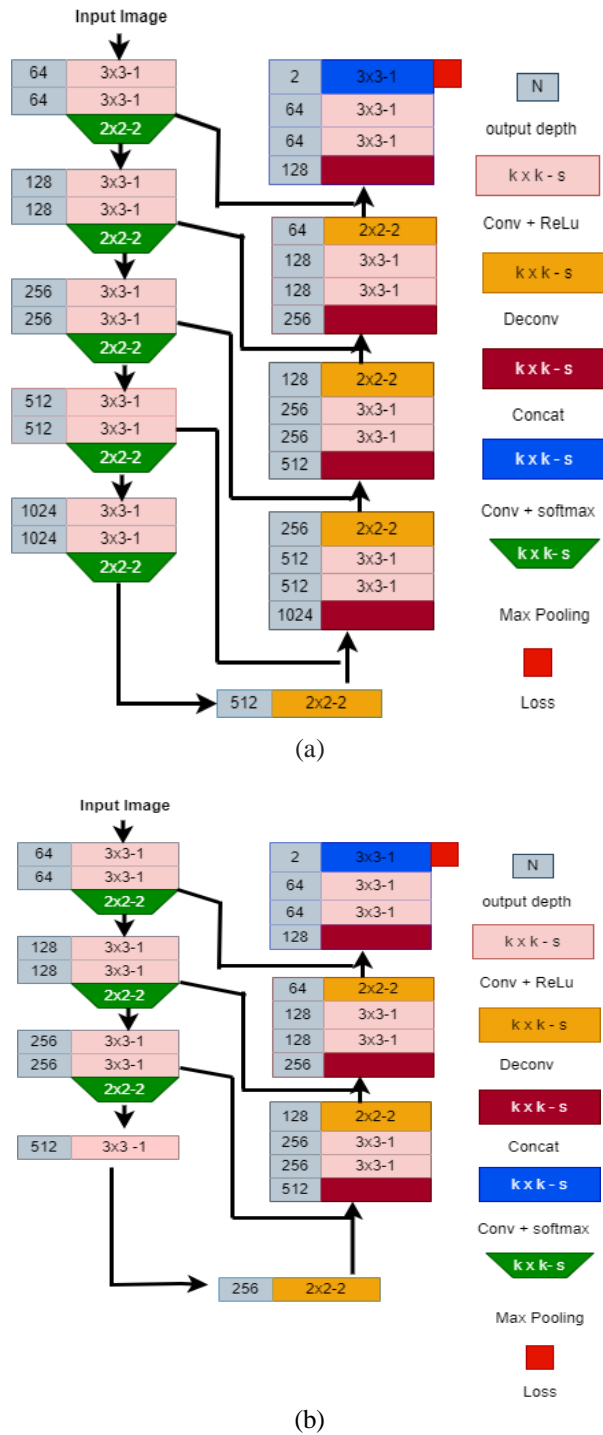 Input Image
64 3x3-1
64 3x3-1
2x2-2
128 3x3-1
128 3x3-1
2x2-2
256 3x3-1
256 3x3-1
2x2-2
512 3x3-1
512 3x3-1
2x2-2
1024 3x3-1
1024 3x3-1
2x2-2
512 2x2-2
2 3x3-1
64 3x3-1
64 3x3-1
128
64 2x2-2
128 3x3-1
128 3x3-1
256
128 2x2-2
256 3x3-1
256 3x3-1
512
256 2x2-2
512 3x3-1
512 3x3-1
1024
N
output depth
k x k - s
Conv + ReLu
k x k - s
Deconv
k x k - s
Concat
k x k - s
Conv + softmax
k x k - s
Max Pooling
Loss
(a)
Input Image
64 3x3-1
64 3x3-1
2x2-2
128 3x3-1
128 3x3-1
2x2-2
256 3x3-1
256 3x3-1
2x2-2
512 3x3 -1
256 2x2-2
2 3x3-1
64 3x3-1
64 3x3-1
128
64 2x2-2
128 3x3-1
128 3x3-1
256
128 2x2-2
256 3x3-1
256 3x3-1
512
N
output depth
k x k - s
Conv + ReLu
k x k - s
Deconv
k x k - s
Concat
k x k - s
Conv + softmax
k x k - s
Max Pooling
Loss
(b)